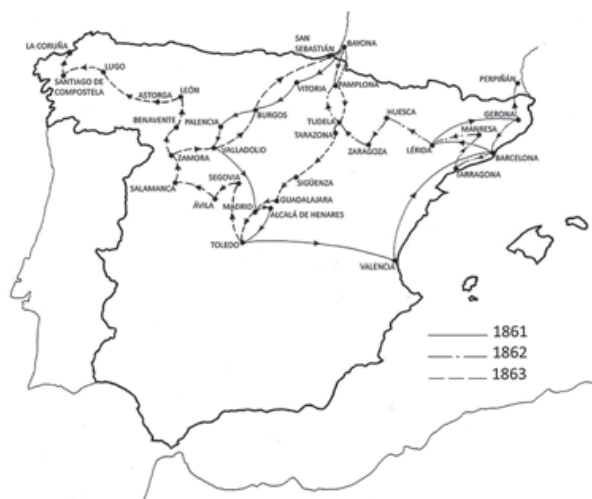 LA CORUÑA
SANTIAGO DE
COMPOSTELA
LUGO
ASTORGA
LEÓN
BENAVENTE
PALENCIA
ZAMORA
SALAMANCA
VALLADOLID
BURGOS
VITORIA
SAN
SEBASTIÁN
BAYONA
PAMPLONA
TUDELA
TARAZONA
ZARAGOZA
HUESCA
LÉRIDA
MANRESA
GERONA
PERPIÑÁN
BARCELONA
TARRAGONA
SIGÜENZA
GUADALAJARA
ALCALÁ DE HENARES
MADRID
SEGOVIA
ÁVILA
TOLEDO
VALENCIA
1861
1862
1863